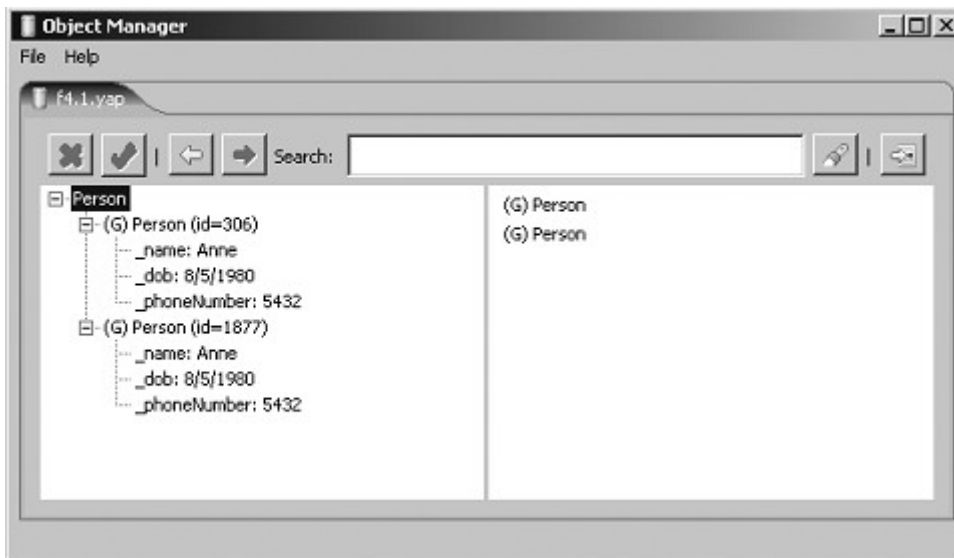 Object Manager
File Help
f4.1.yap
Search:
Person
(G) Person (id=306)
_name: Anne
_dob: 8/5/1980
_phoneNumber: 5432
(G) Person (id=1877)
_name: Anne
_dob: 8/5/1980
_phoneNumber: 5432
(G) Person
(G) Person